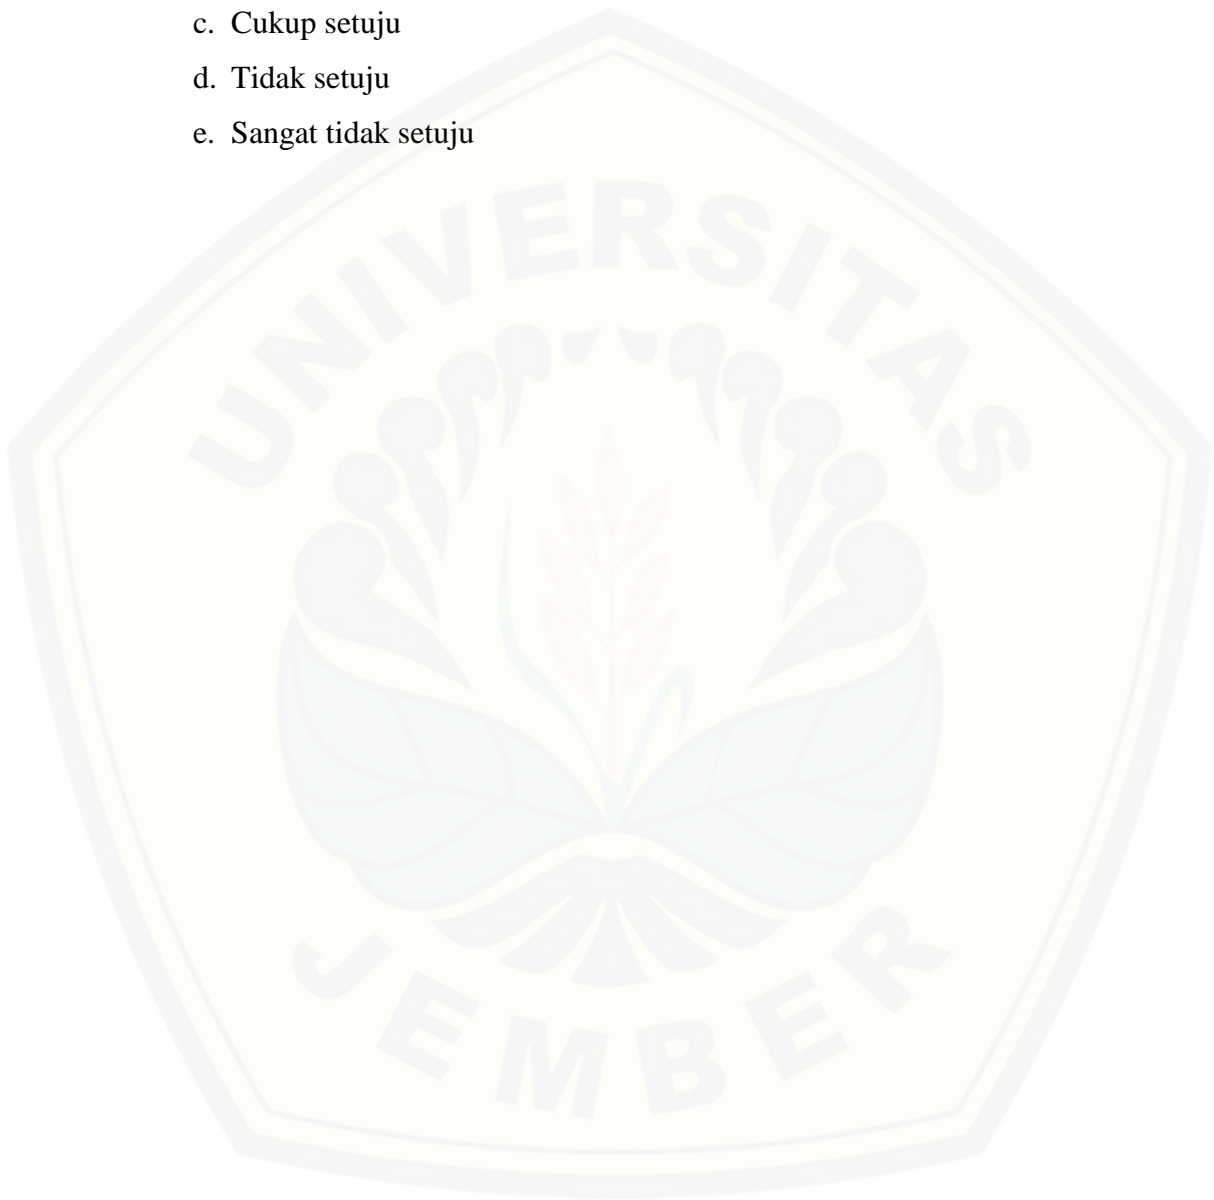 c. Cukup setuju
d. Tidak setuju
e. Sangat tidak setuju
UNIVERSITAS
JEMBER